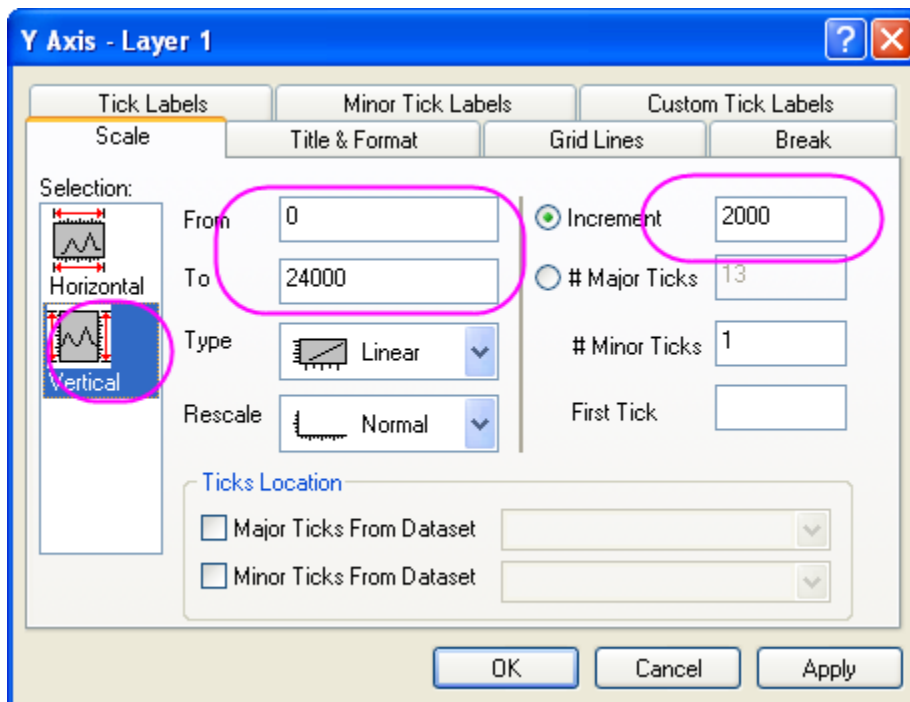 Y Axis - Layer 1
?
Tick Labels
Minor Tick Labels
Custom Tick Labels
Scale
Title & Format
Grid Lines
Break
Selection:
Horizontal
Vertical
From 0
To 24000
Type Linear
Rescale Normal
Increment 2000
# Major Ticks 13
# Minor Ticks 1
First Tick
Ticks Location
Major Ticks From Dataset
Minor Ticks From Dataset
OK
Cancel
Apply